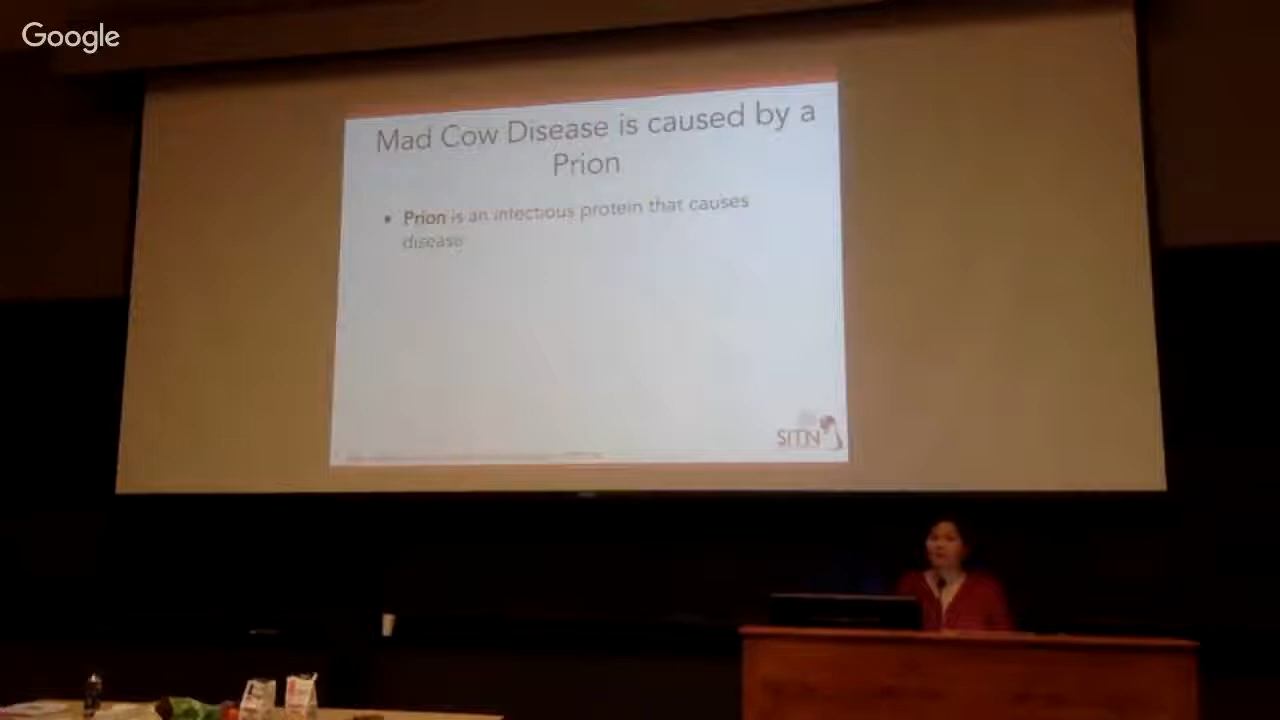 Google
Mad Cow Disease is caused by a
Prion
• Prion is an infectious protein that causes
disease
SITN